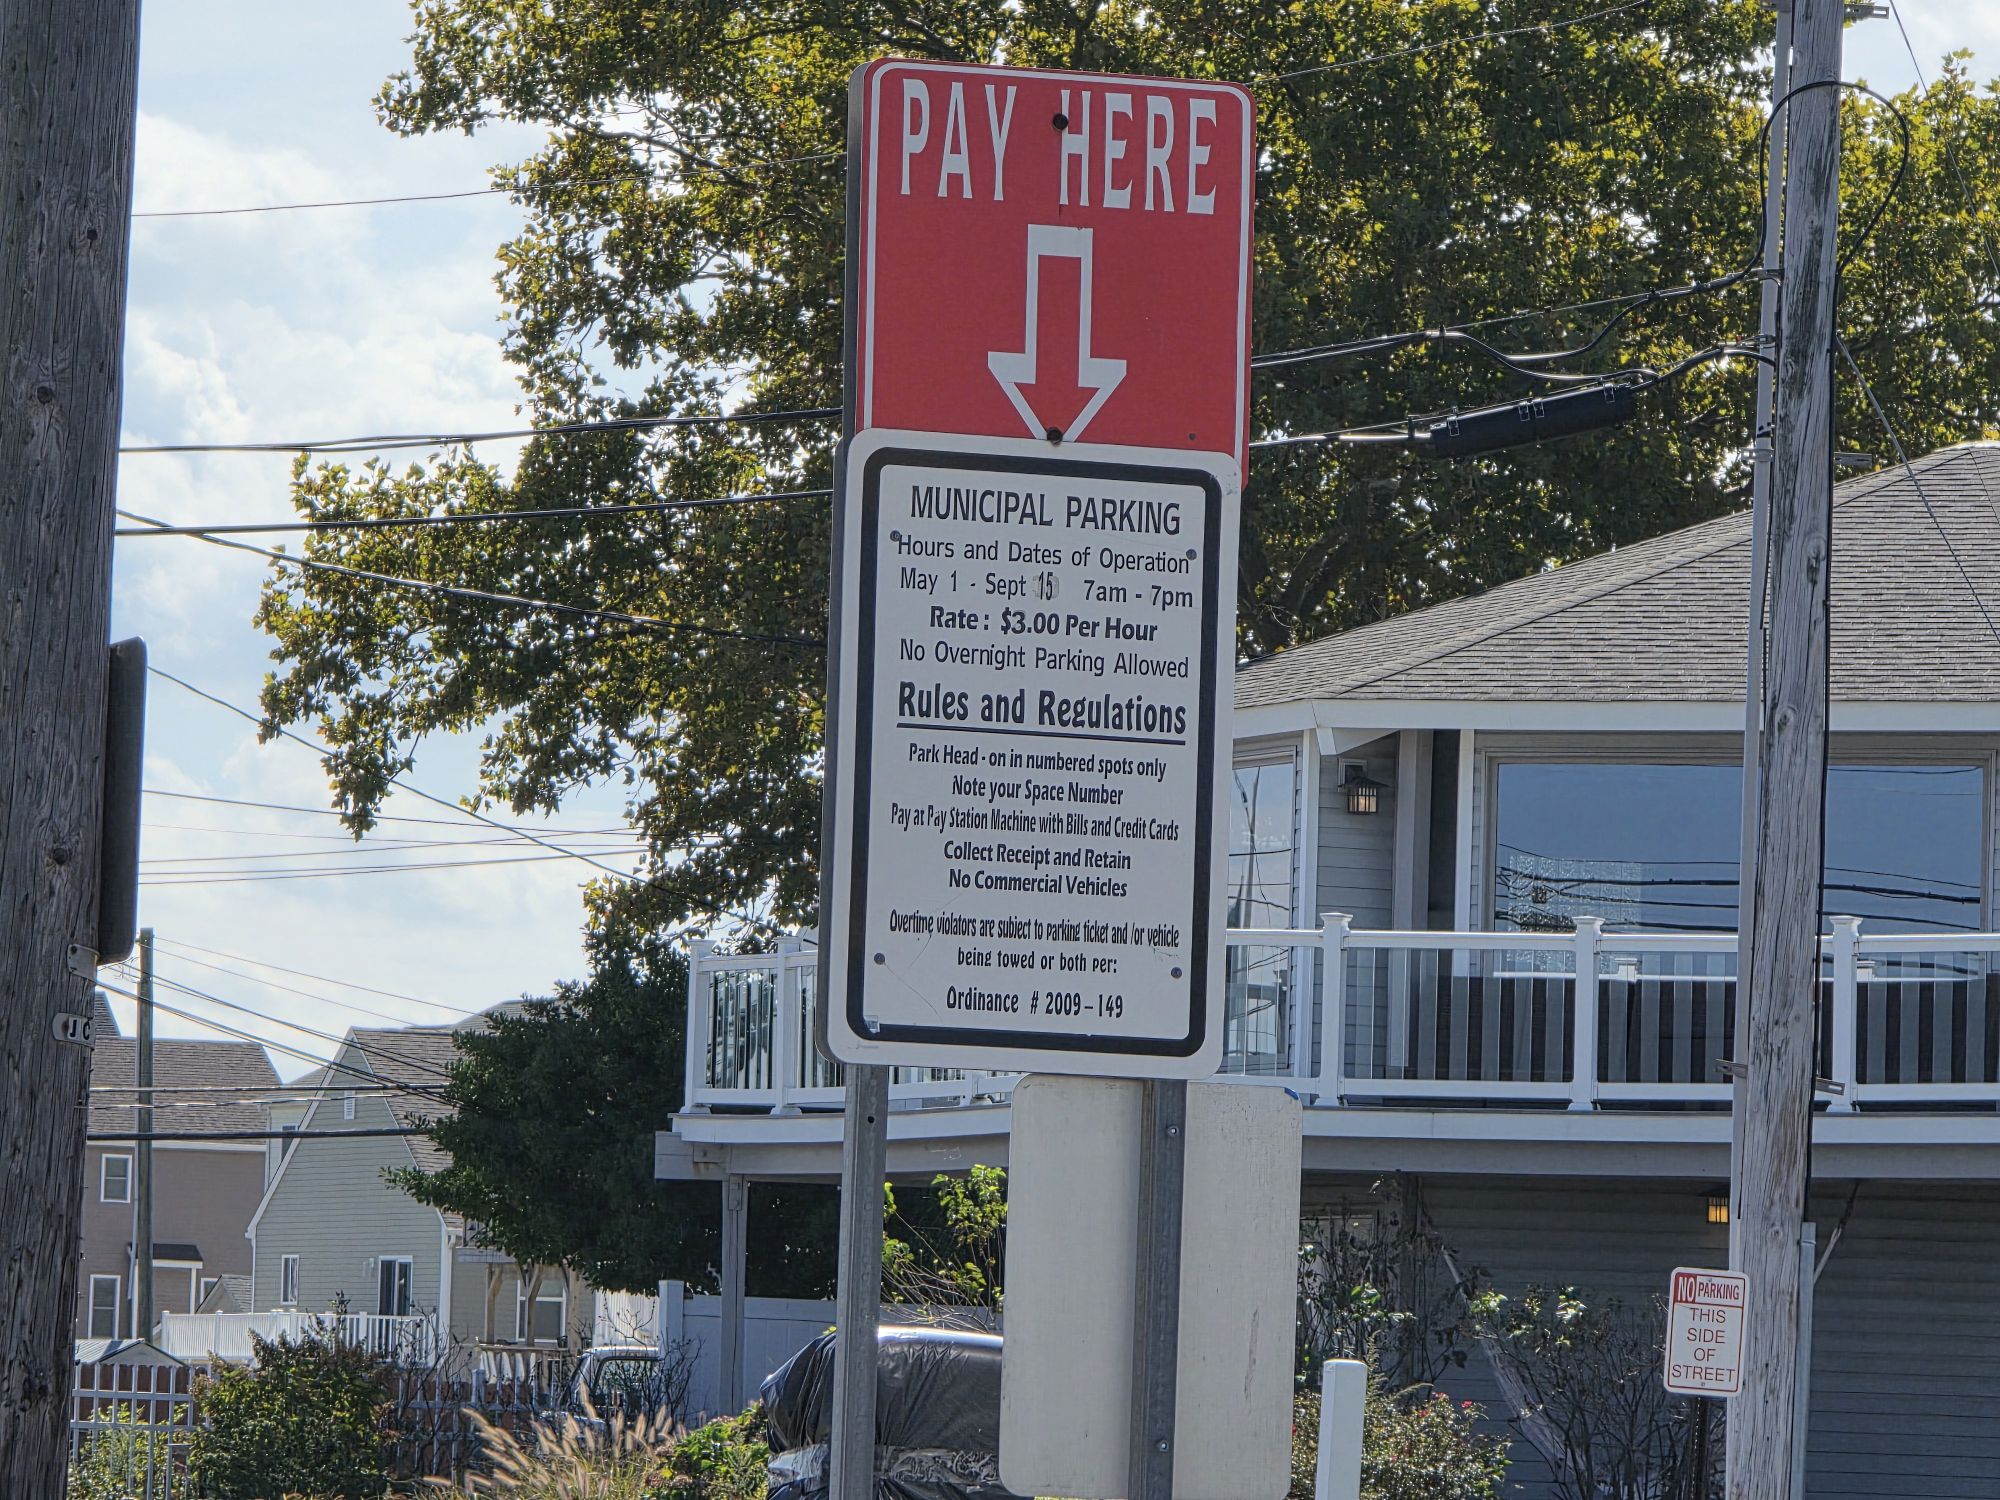 PAY HERE
MUNICIPAL PARKING
Hours and Dates of Operation
May 1 - Sept 15 7am - 7pm
Rate: $3.00 Per Hour
No Overnight Parking Allowed
Rules and Regulations
Park Head-on in numbered spots only
Note your Space Number
Pay at Pay Station Machine with Bills and Credit Cards
Collect Receipt and Retain
No Commercial Vehicles
Overtime violators are subject to parking ticket and /or vehicle
being towed or both per:
Ordinance # 2009-149
NO PARKING
THIS
SIDE
OF
STREET
JC